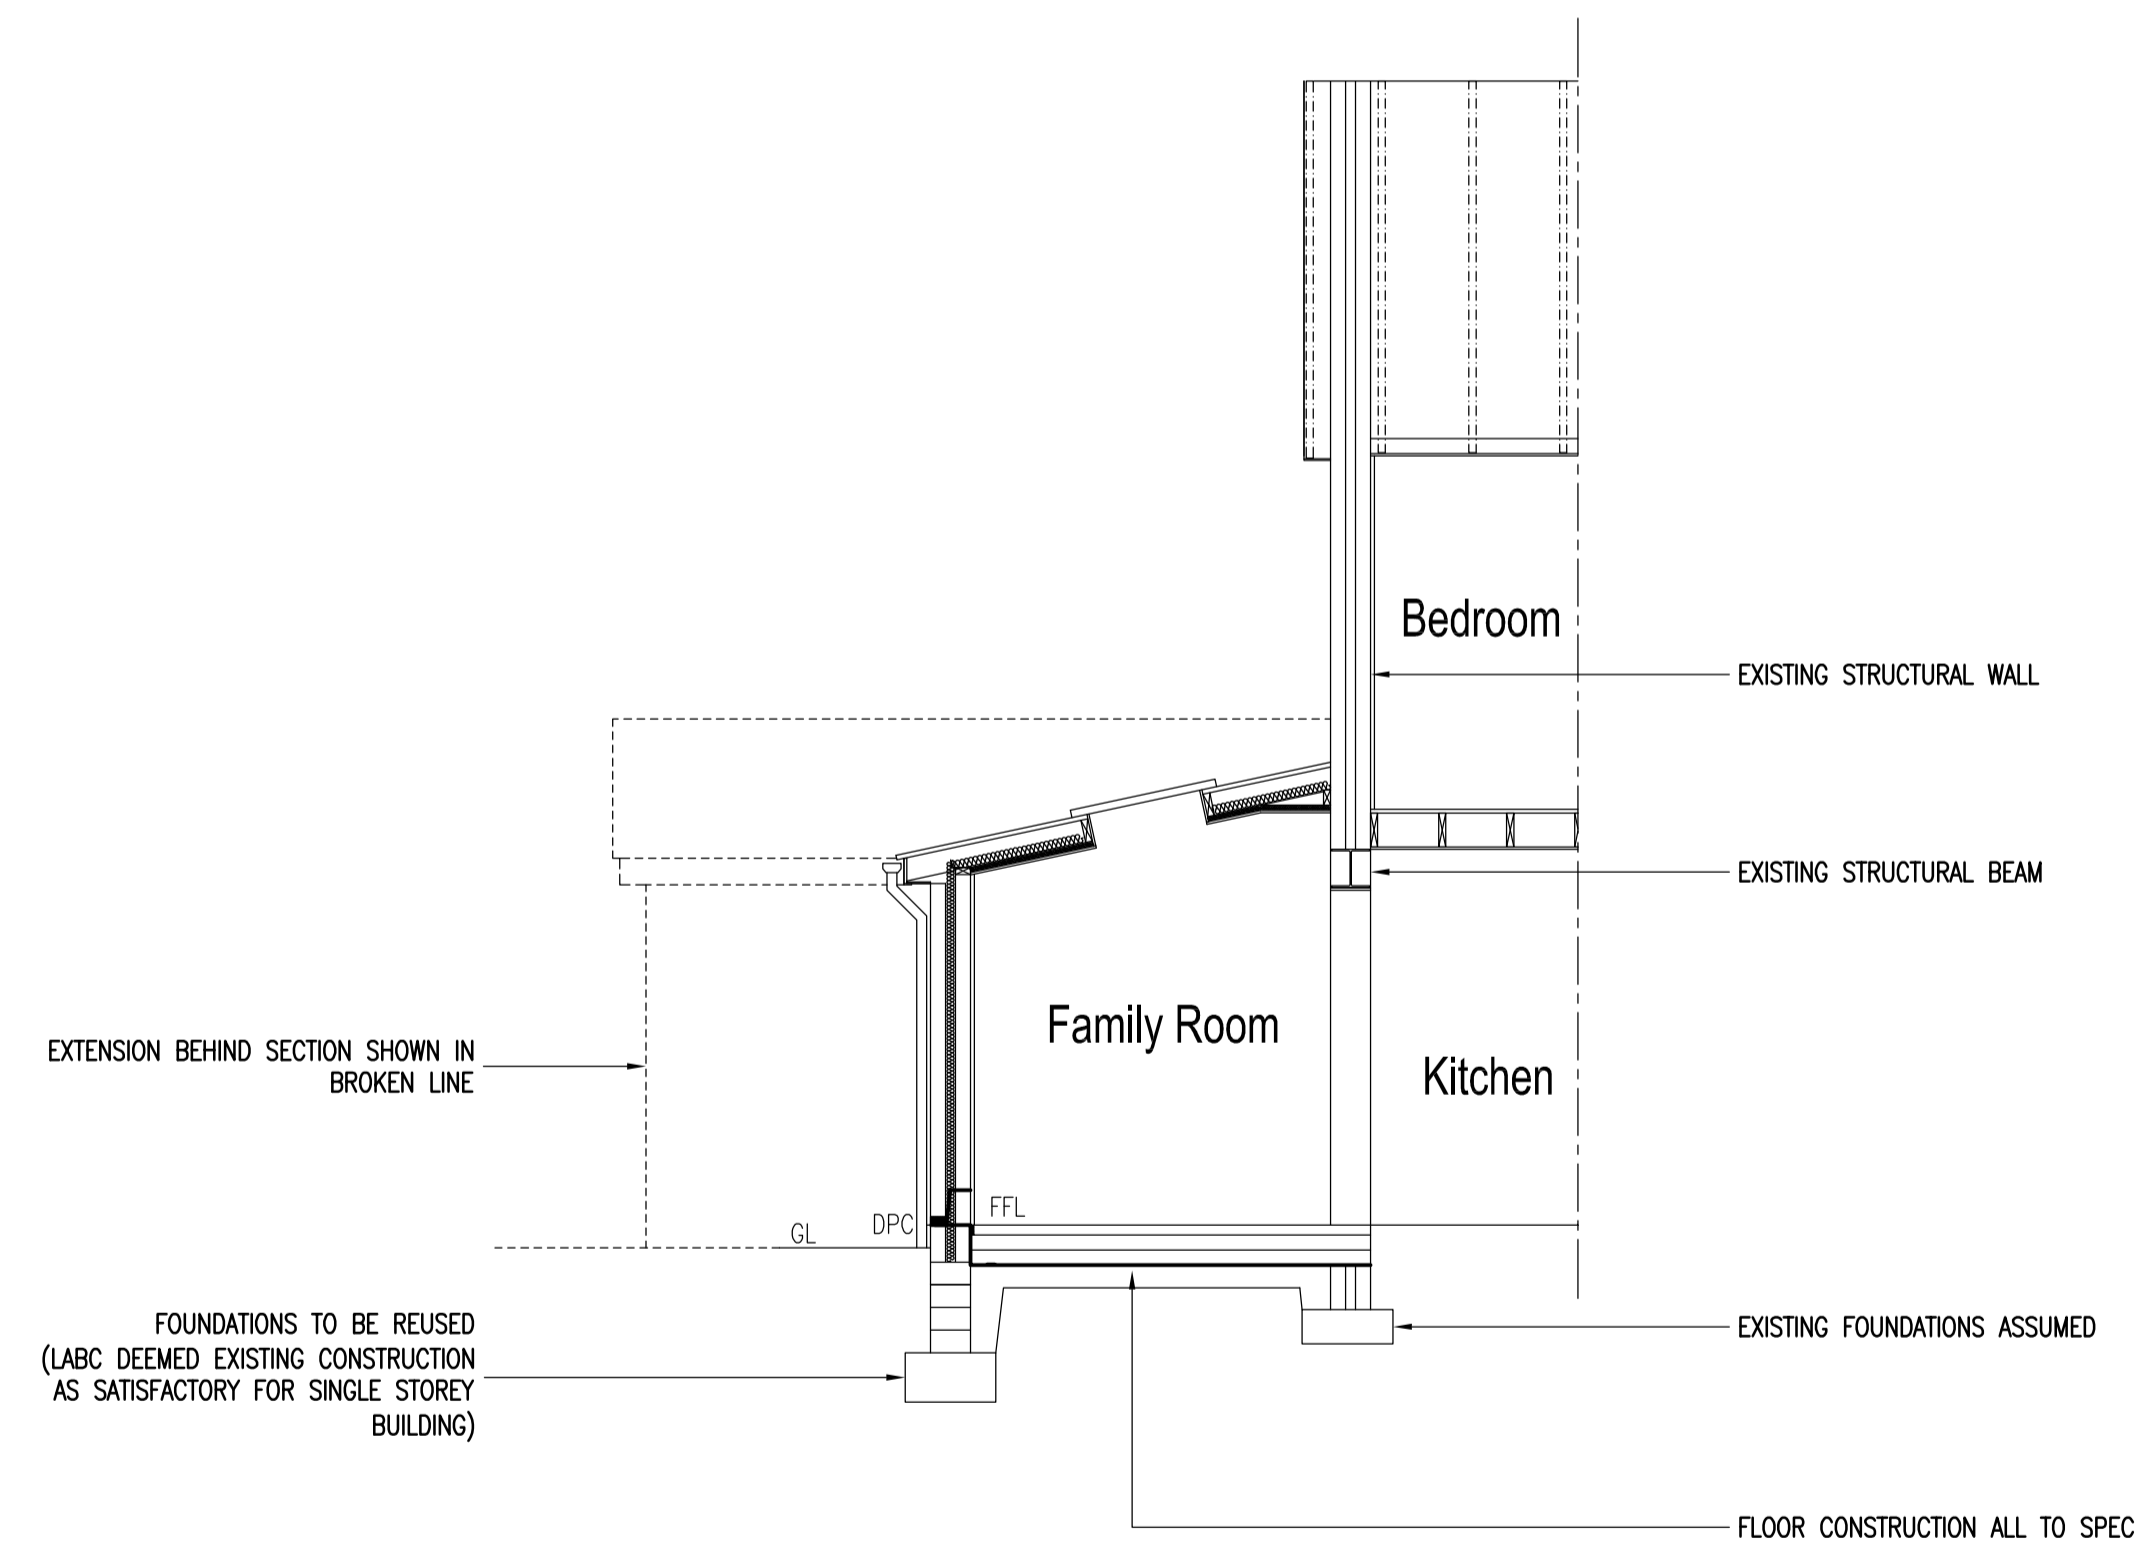 Bedroom
EXISTING STRUCTURAL WALL
EXISTING STRUCTURAL BEAM
Family Room
Kitchen
EXTENSION BEHIND SECTION SHOWN IN
BROKEN LINE
FFL
DPC
GL
FOUNDATIONS TO BE REUSED
(LABC DEEMED EXISTING CONSTRUCTION
AS SATISFACTORY FOR SINGLE STOREY
BUILDING)
EXISTING FOUNDATIONS ASSUMED
FLOOR CONSTRUCTION ALL TO SPEC